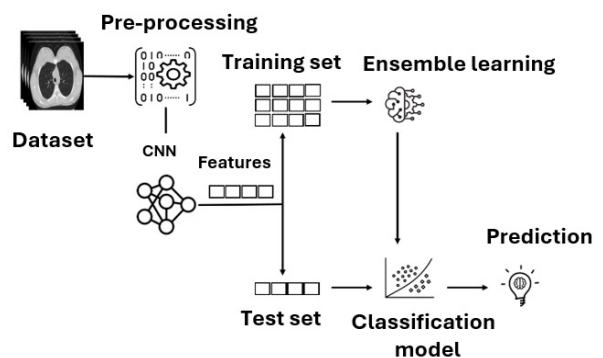 Pre-processing
Training set
Ensemble learning
Dataset
CNN
Features
Prediction
Test set
Classification
model